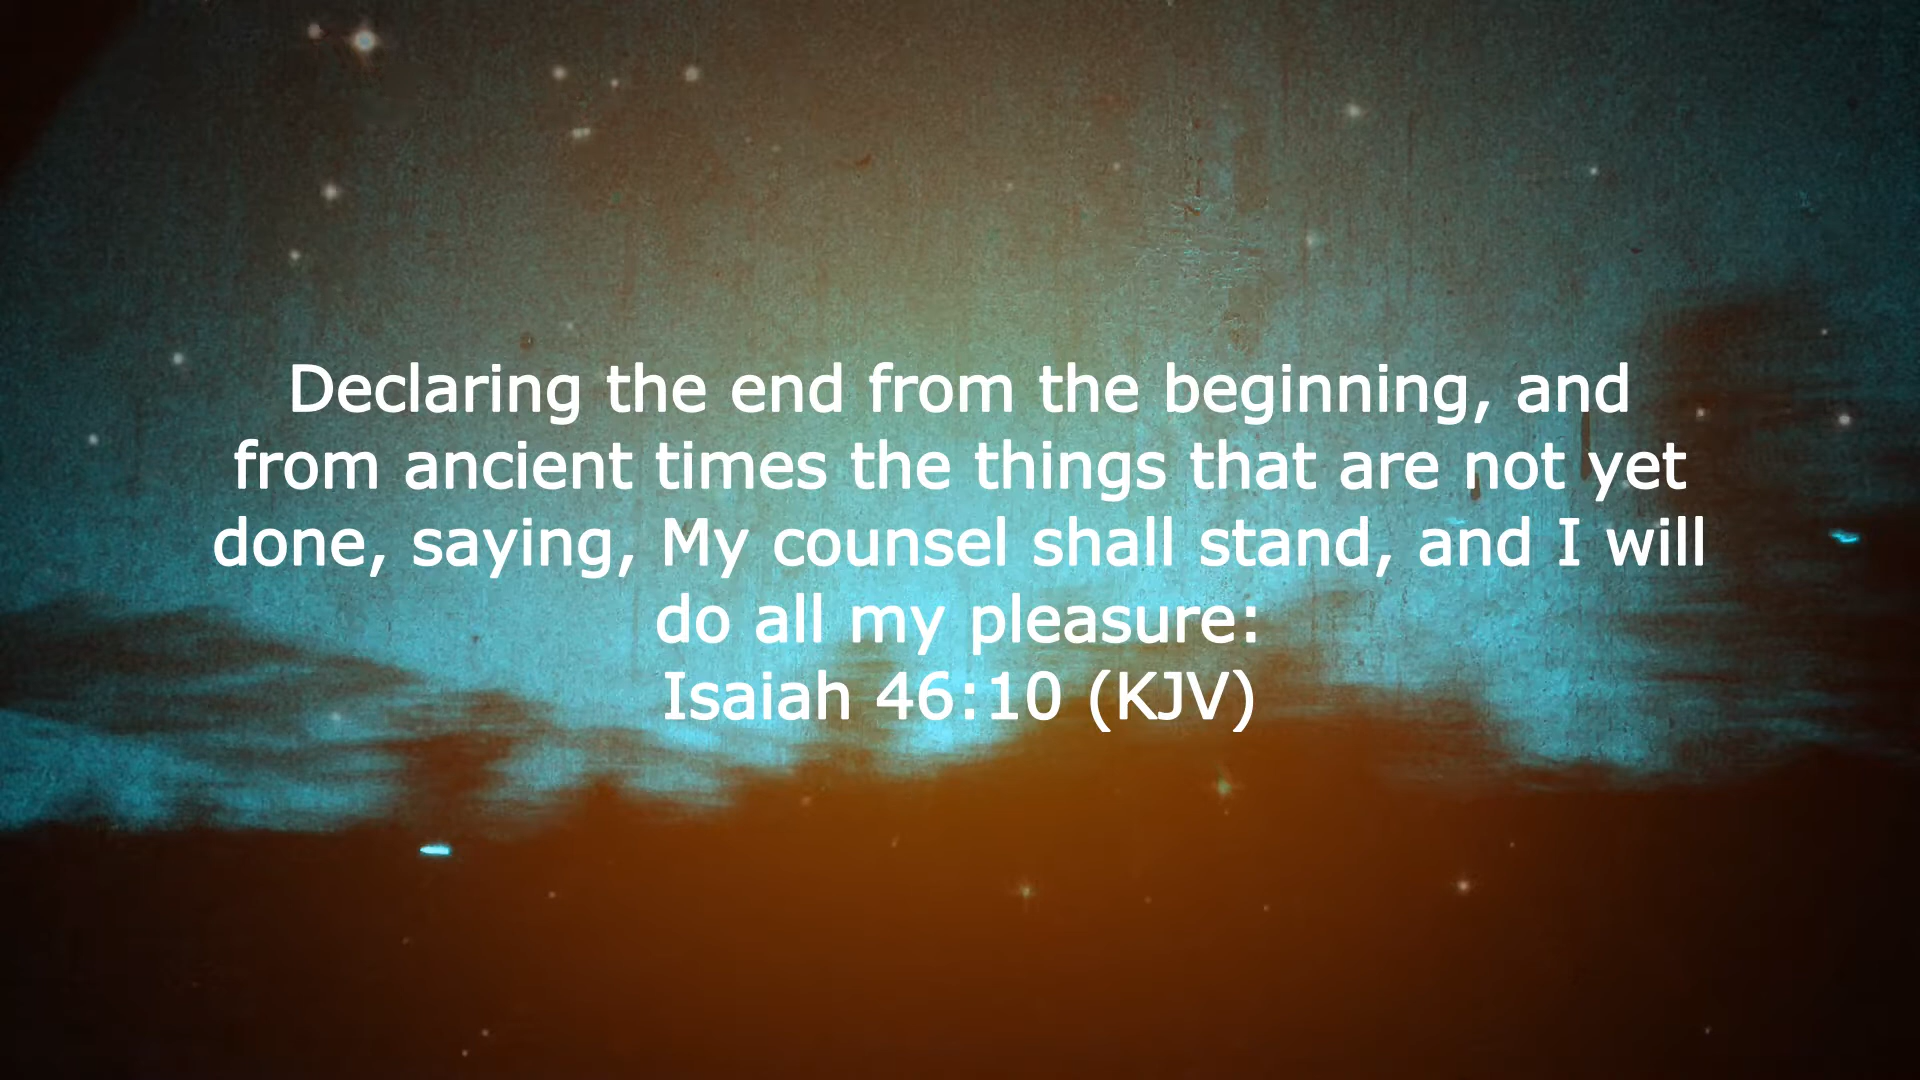 Declaring the end from the beginning, and
from ancient times the things that are not yet
done, saying, My counsel shall stand, and I will
do all my pleasure:
Isaiah 46:10 (KJV)